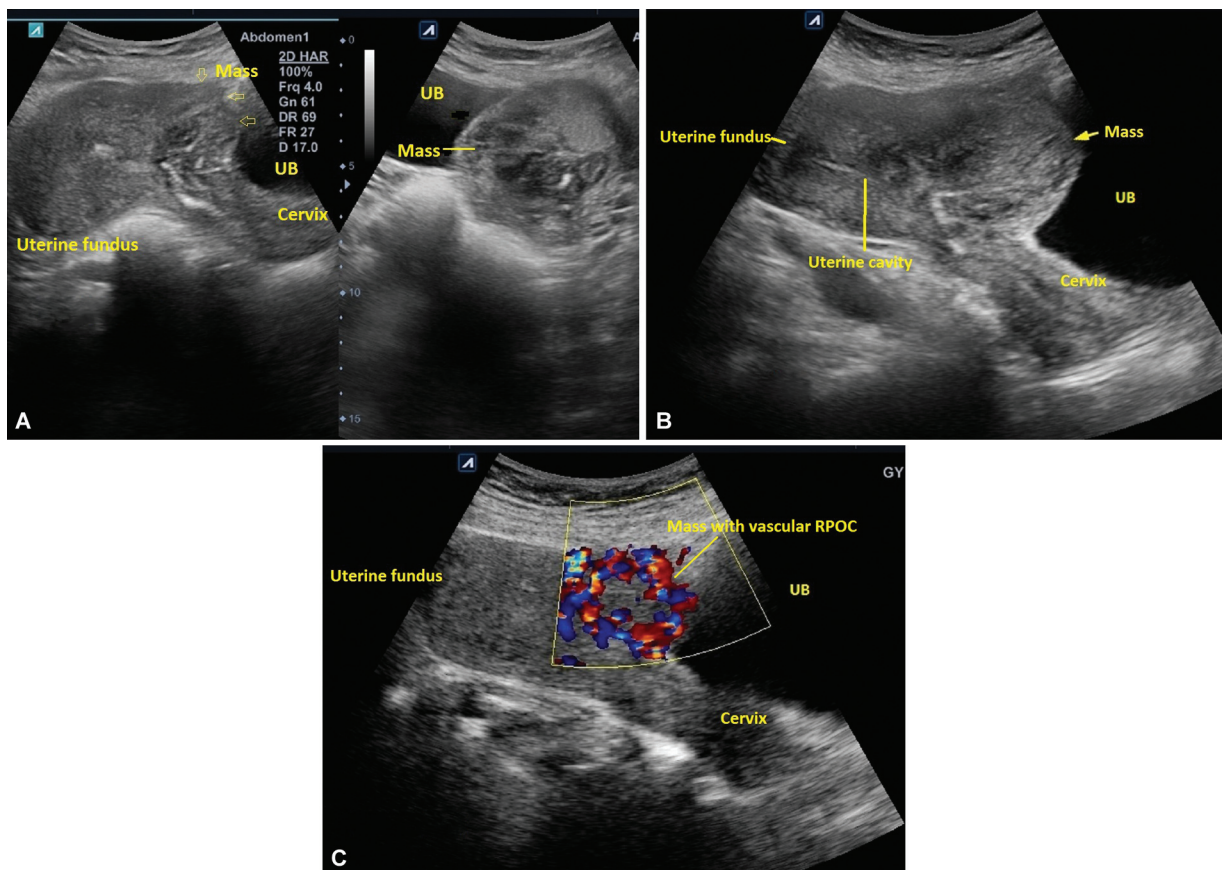 Abdomen1
2D HAR
100%
Frq 4.0
Gn 61
DR 69
FR 27
D 17.0
0
5
10
15
Mass
UB
Cervix
Uterine fundus
A
UB
Mass
A
Uterine fundus
Mass
UB
Uterine cavity
Cervix
B
GY
Mass with vascular RPOC
Uterine fundus
UB
Cervix
C